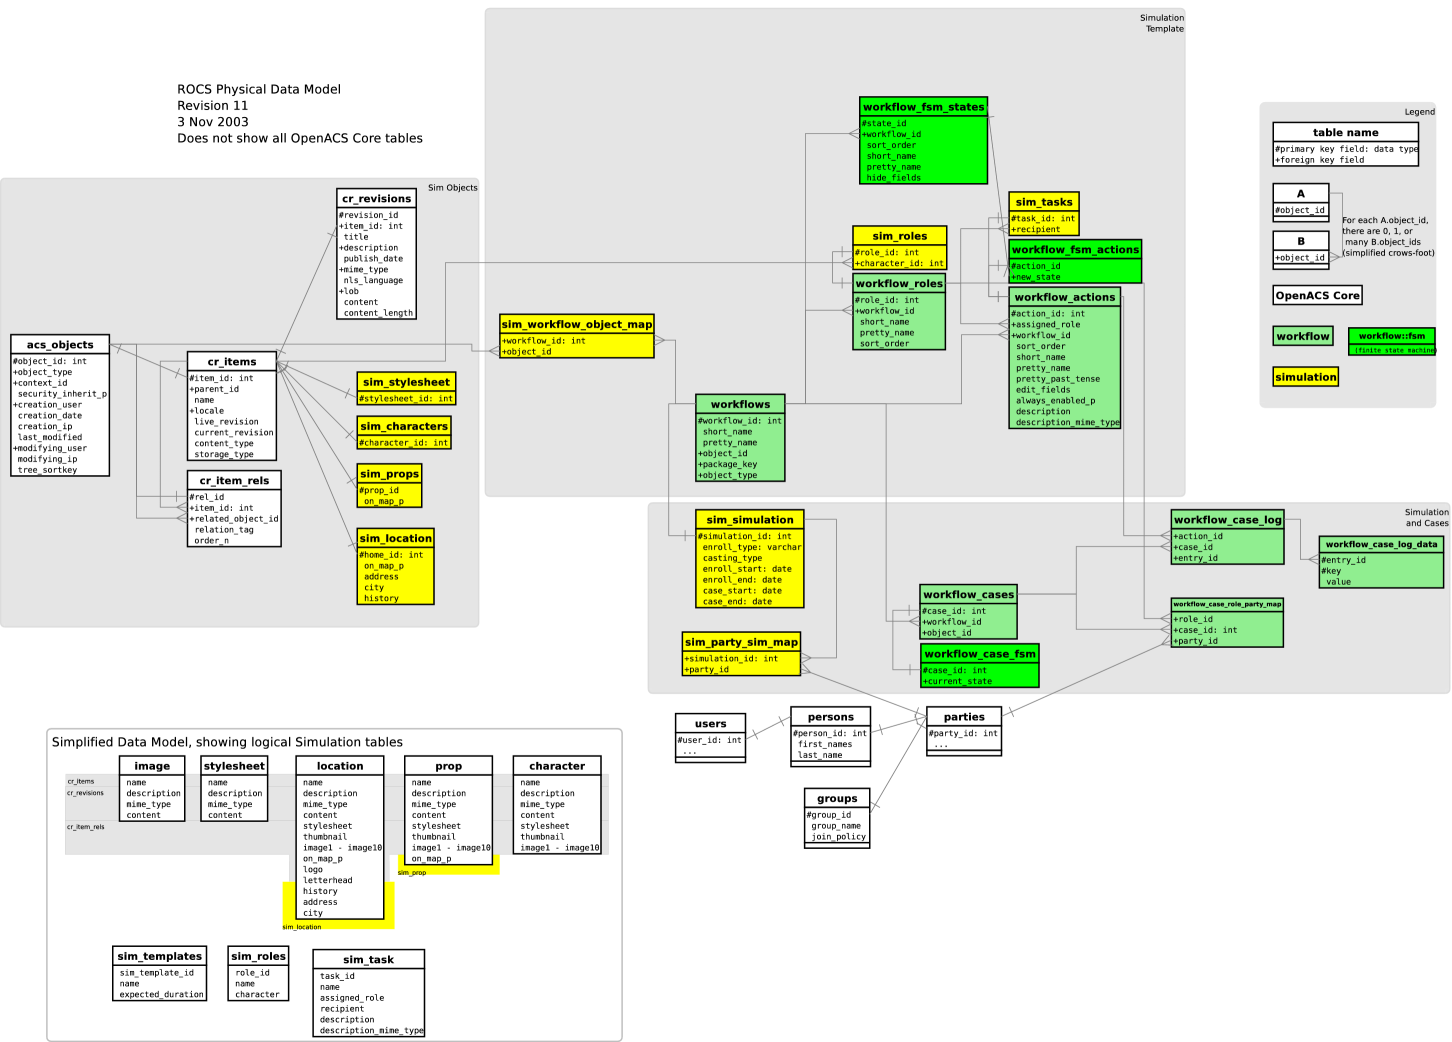 ROCS Physical Data Model
Revision 11
3 Nov 2003
Does not show all OpenACS Core tables
Sim Objects
cr_revisions
#revision_id
+item_id: int
title
+description
publish_date
+mime_type
nls_language
+lob
content
content_length
acs_objects
#object_id: int
+object_type
+context_id
security_inherit_p
+creation_user
creation_date
creation_ip
last_modified
+modifying_user
modifying_ip
tree_sortkey
cr_items
#item_id: int
+parent_id
name
+locale
live_revision
current_revision
content_type
storage_type
cr_item_rels
#rel_id
+item_id: int
+related_object_id
relation_tag
order_n
sim_stylesheet
#stylesheet_id: int
sim_characters
#character_id: int
sim_props
#prop_id
on_map_p
sim_location
#home_id: int
on_map_p
address
city
history
Simulation
Template
workflow_fsm_states
#state_id
+workflow_id
sort_order
short_name
pretty_name
hide_fields
sim_tasks
#task_id: int
+recipient
sim_roles
#role_id: int
+character_id: int
workflow_fsm_actions
#action_id
+new_state
workflow_roles
#role_id: int
+workflow_id
short_name
pretty_name
sort_order
workflow_actions
#action_id: int
+assigned_role
+workflow_id
sort_order
short_name
pretty_name
pretty_past_tense
edit_fields
always_enabled_p
description
description_mime_type
sim_workflow_object_map
+workflow_id: int
+object_id
workflows
#workflow_id: int
short_name
pretty_name
+object_id
+package_key
+object_type
Legend
table name
#primary key field: data type
+foreign key field
A
#object_id
B
+object_id
For each A.object_id,
there are 0, 1, or
many B.object_ids
(simplified crows-foot)
OpenACS Core
workflow
workflow::fsm
(finite state machine)
simulation
Simulation
and Cases
sim_simulation
#simulation_id: int
enroll_type: varchar
casting_type
enroll_start: date
enroll_end: date
case_start: date
case_end: date
sim_party_sim_map
+simulation_id: int
+party_id
workflow_cases
#case_id: int
+workflow_id
+object_id
workflow_case_fsm
#case_id: int
+current_state
workflow_case_log
+action_id
+case_id
+entry_id
workflow_case_log_data
#entry_id
#key
value
workflow_case_role_party_map
+role_id
+case_id: int
+party_id
users
#user_id: int
...
persons
#person_id: int
first_names
last_name
parties
#party_id: int
...
groups
#group_id
group_name
join_policy
Simplified Data Model, showing logical Simulation tables
cr_items
cr_revisions
cr_item_rels
image
name
description
mime_type
content
stylesheet
name
description
mime_type
content
location
name
description
mime_type
content
stylesheet
thumbnail
image1 - image10
on_map_p
logo
letterhead
history
address
city
sim_location
prop
name
description
mime_type
content
stylesheet
thumbnail
image1 - image10
on_map_p
sim_prop
character
name
description
mime_type
content
stylesheet
thumbnail
image1 - image10
sim_templates
sim_template_id
name
expected_duration
sim_roles
role_id
name
character
sim_task
task_id
name
assigned_role
recipient
description
description_mime_type